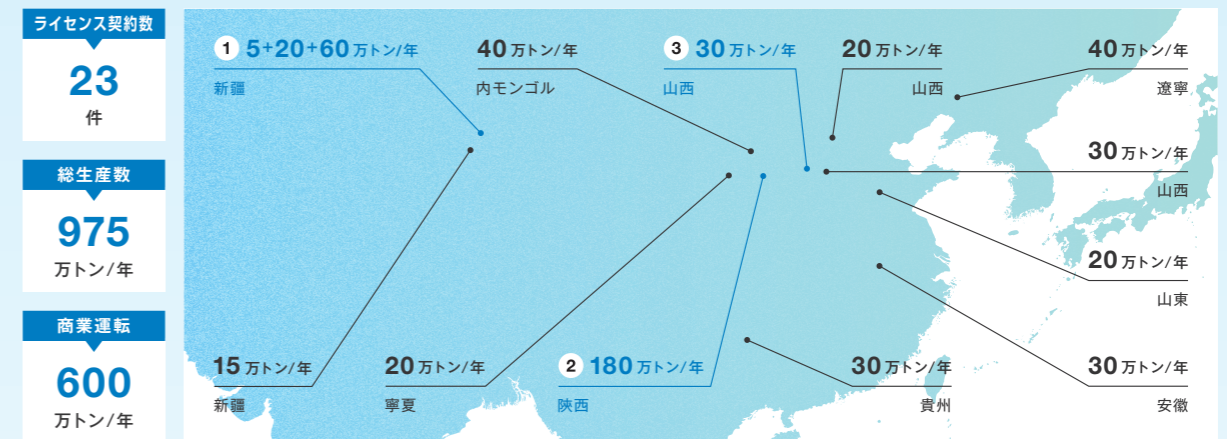 ライセンス契約数
23
件
総生産数
975
万トン/年
商業運転
600
万トン/年
1 5+20+60万トン/年
新疆
40万トン/年
内モンゴル
3 30万トン/年
山西
20万トン/年
山西
40万トン/年
遼寧
30万トン/年
山西
20万トン/年
山東
15万トン/年
新疆
20万トン/年
寧夏
2 180万トン/年
陝西
30万トン/年
貴州
30万トン/年
安徽